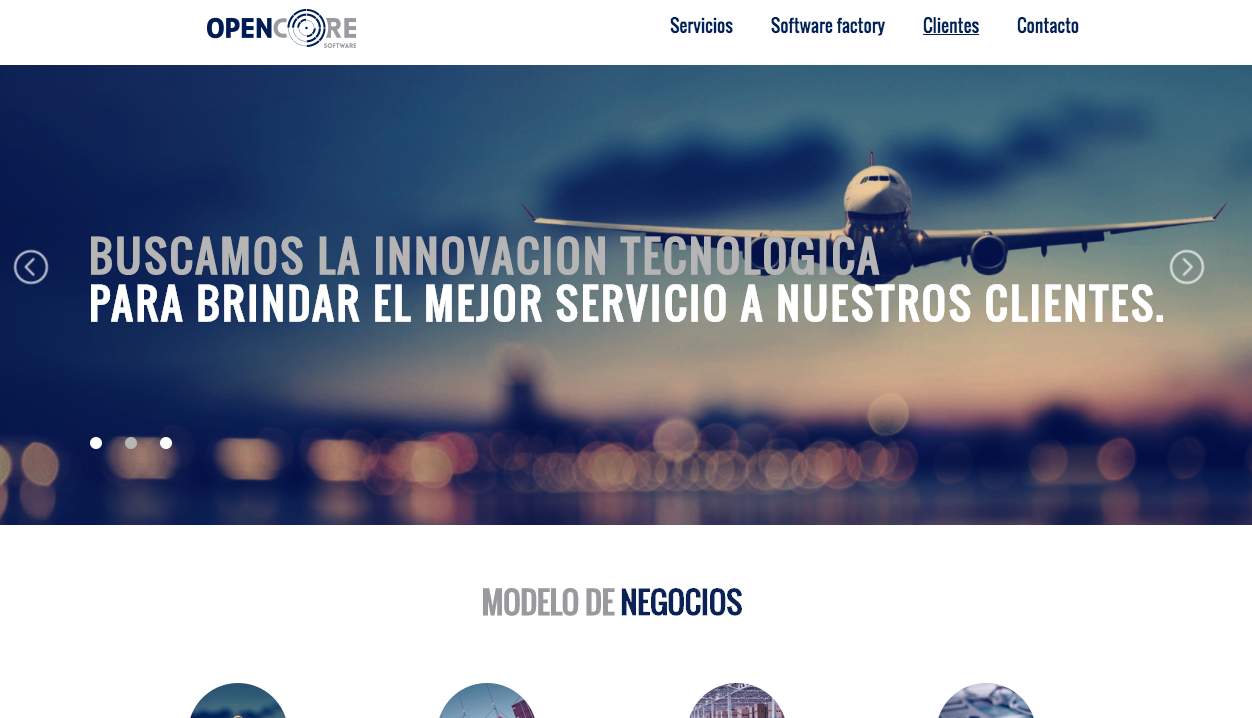 OPENCORE
SOFTWARE
Servicios Software factory Clientes Contacto
BUSCAMOS LA INNOVACION TECNOLOGICA
PARA BRINDAR EL MEJOR SERVICIO A NUESTROS CLIENTES.
MODELO DE NEGOCIOS